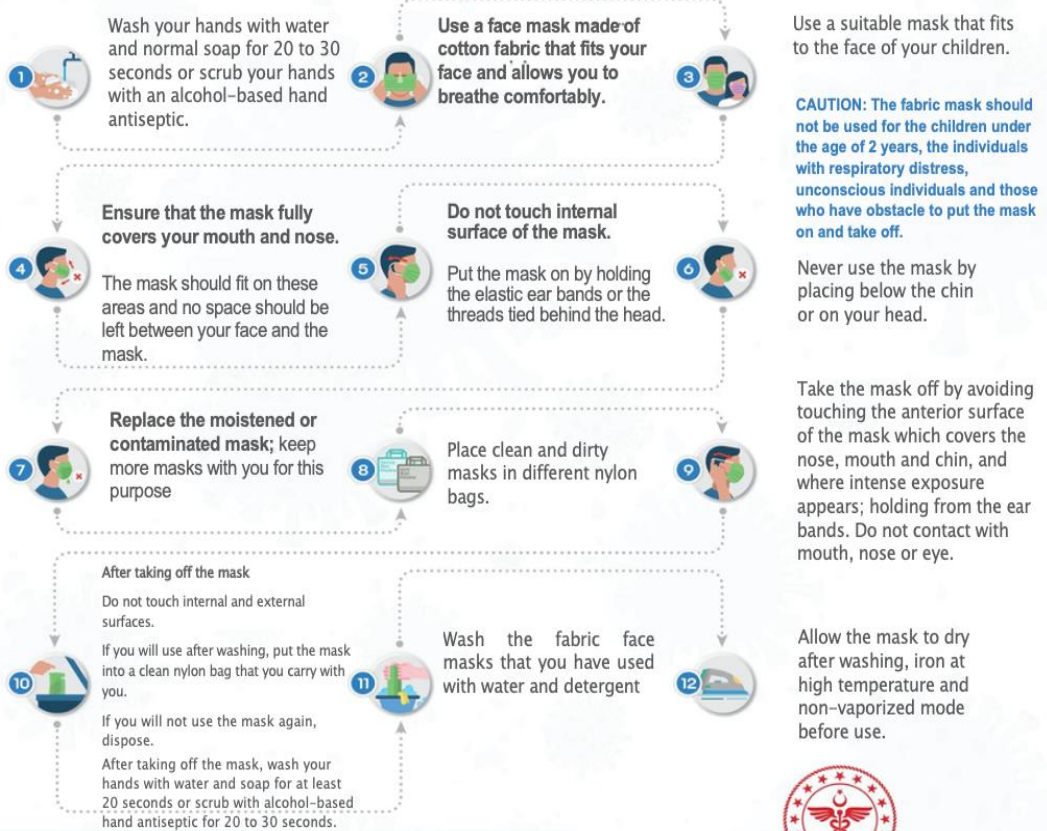 1
Wash your hands with water
and normal soap for 20 to 30
seconds or scrub your hands
with an alcohol-based hand
antiseptic.
2
Use a face mask made of
cotton fabric that fits your
face and allows you to
breathe comfortably.
3
Use a suitable mask that fits
to the face of your children.
CAUTION: The fabric mask should
not be used for the children under
the age of 2 years, the individuals
with respiratory distress,
unconscious individuals and those
who have obstacle to put the mask
on and take off.
4
Ensure that the mask fully
covers your mouth and nose.
The mask should fit on these
areas and no space should be
left between your face and the
mask.
5
Do not touch internal
surface of the mask.
Put the mask on by holding
the elastic ear bands or the
threads tied behind the head.
6
Never use the mask by
placing below the chin
or on your head.
7
Replace the moistened or
contaminated mask; keep
more masks with you for this
purpose
8
Place clean and dirty
masks in different nylon
bags.
9
Take the mask off by avoiding
touching the anterior surface
of the mask which covers the
nose, mouth and chin, and
where intense exposure
appears; holding from the ear
bands. Do not contact with
mouth, nose or eye.
10
After taking off the mask
Do not touch internal and external
surfaces.
If you will use after washing, put the mask
into a clean nylon bag that you carry with
you.
If you will not use the mask again,
dispose.
After taking off the mask, wash your
hands with water and soap for at least
20 seconds or scrub with alcohol-based
hand antiseptic for 20 to 30 seconds.
11
Wash the fabric face
masks that you have used
with water and detergent
12
Allow the mask to dry
after washing, iron at
high temperature and
non-vaporized mode
before use.